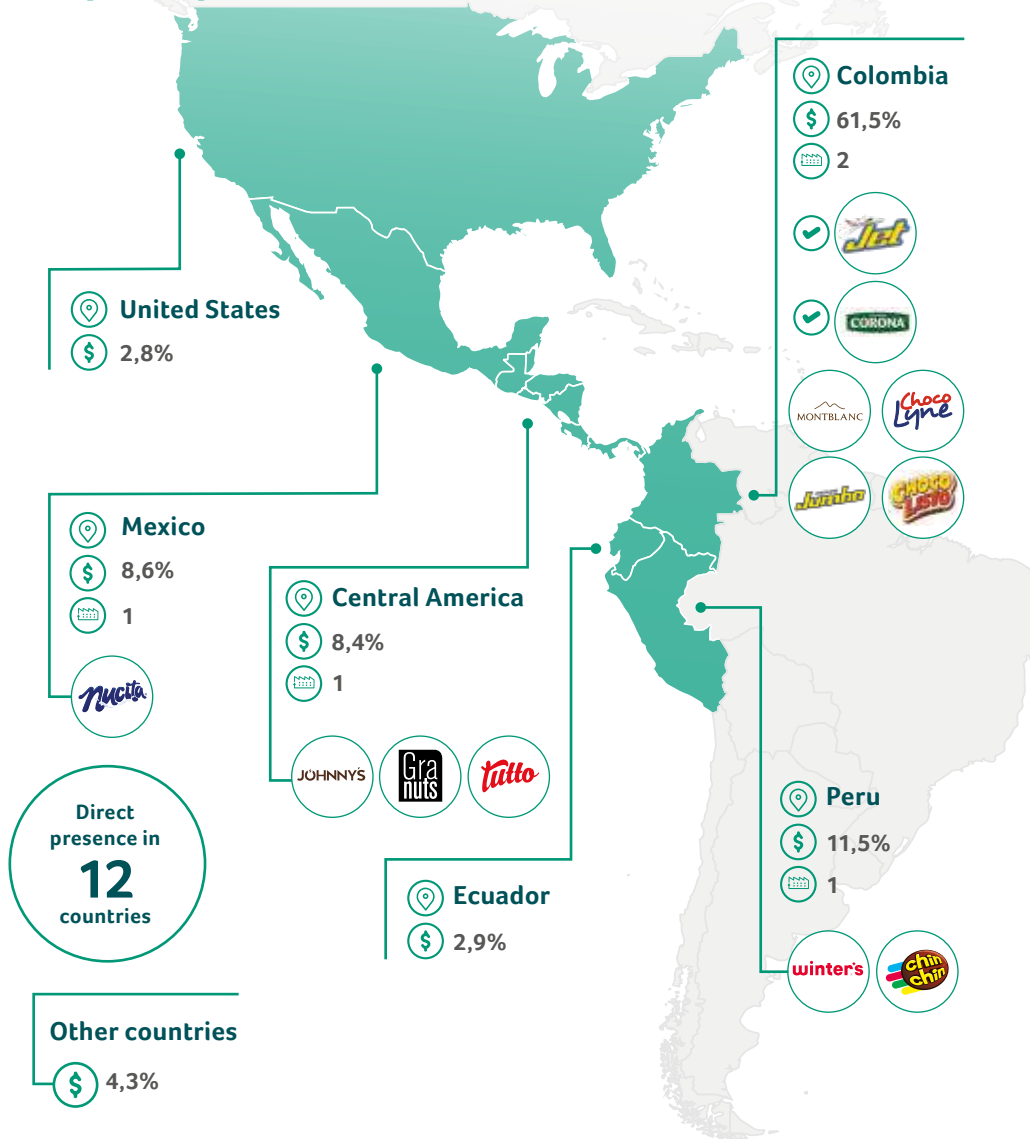 Colombia
61,5%
2
Jet
CORONA
MONTBLANC
Choco
Lyne
Jumbo
CHOCO
LISTO
United States
2,8%
Mexico
8,6%
1
nucita
Central America
8,4%
1
JOHNNY'S
Gra
nuts
Tutto
Direct
presence in
12
countries
Ecuador
2,9%
Peru
11,5%
1
winter's
chin
chin
Other countries
4,3%